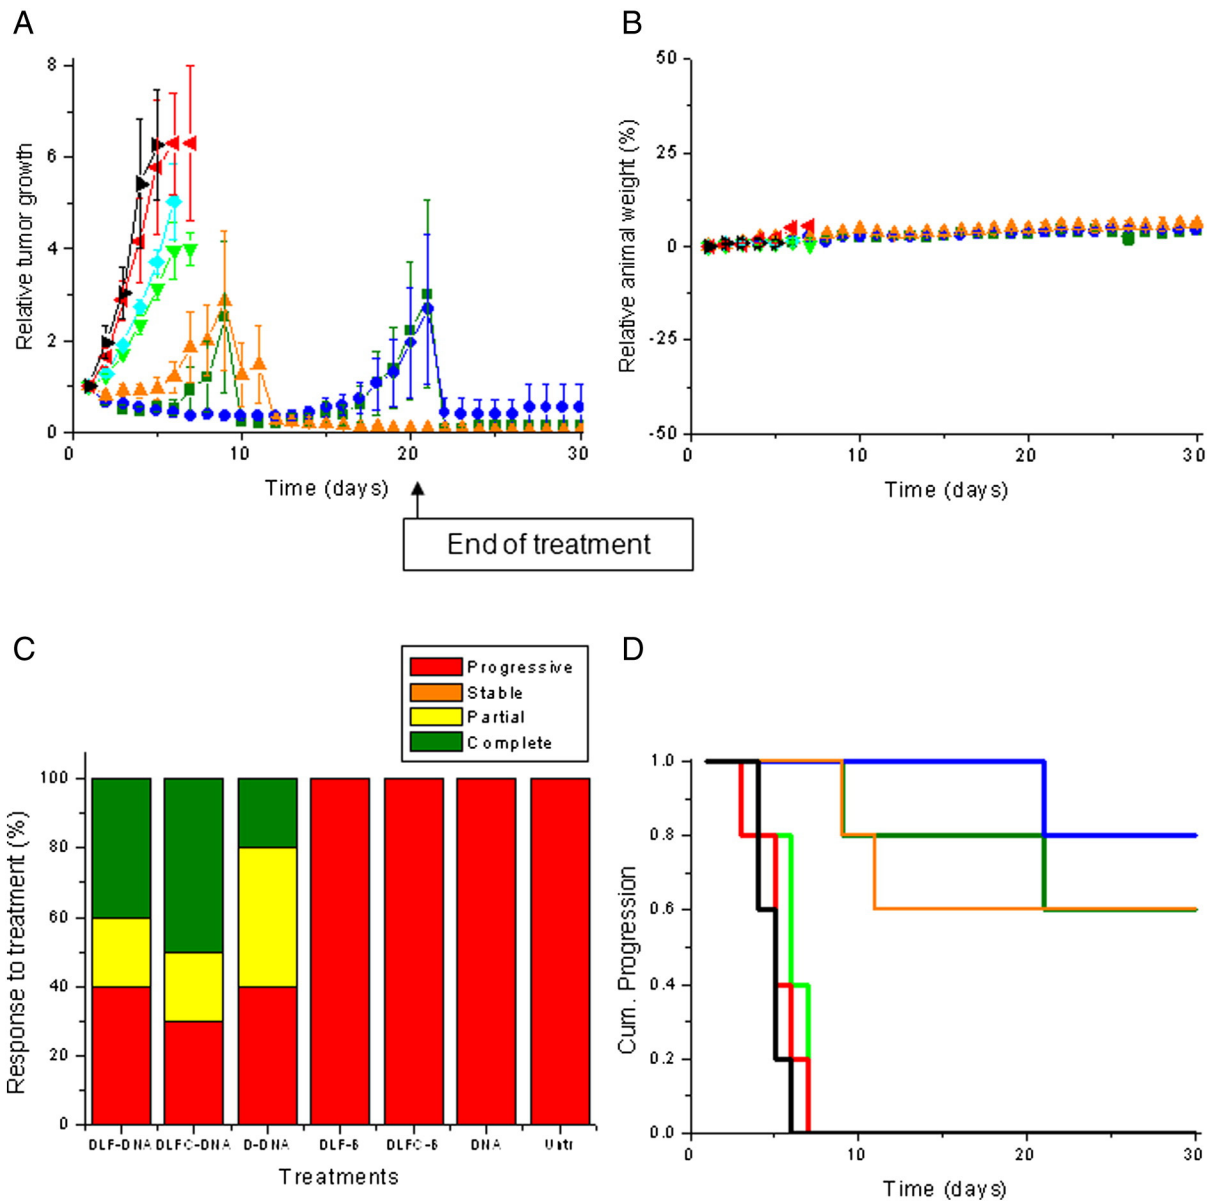 A
8
6
4
2
0
Relative tumor growth
0 10 20 30
Time (days)
End of treatment
B
50
25
0
-25
-50
Relative animal weight (%)
0 10 20 30
Time (days)
C
Progressive
Stable
Partial
Complete
100
80
60
40
20
0
Response to treatment (%)
DLF-DNA DLFC-DNA D-DNA DLF-B DLFC-B DNA Untr
Treatments
D
1.0
0.8
0.6
0.4
0.2
0.0
Cum. Progression
0 10 20 30
Time (days)